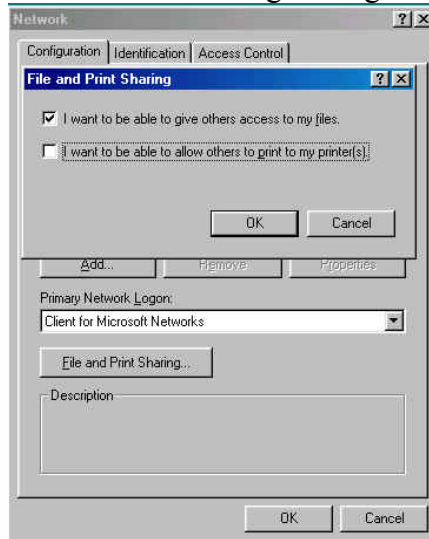 Network
Configuration Identification Access Control
File and Print Sharing
I want to be able to give others access to my files.
I want to be able to allow others to print to my printer(s).
OK Cancel
Add... Remove Properties
Primary Network Logon:
Client for Microsoft Networks
File and Print Sharing...
Description
OK Cancel